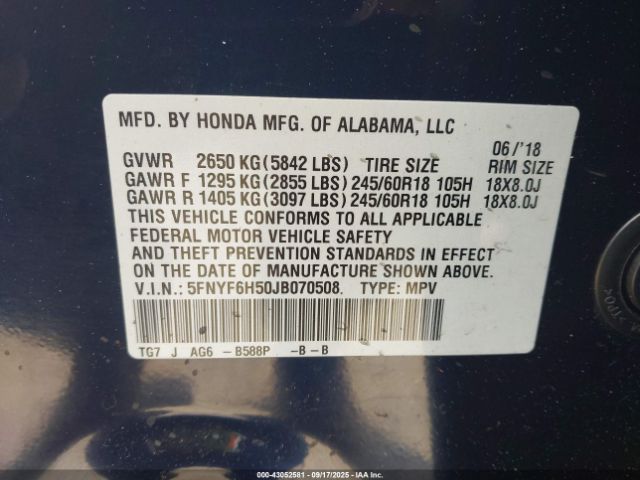 MFD. BY HONDA MFG. OF ALABAMA, LLC
06/'18
GVWR 2650 KG (5842 LBS) TIRE SIZE RIM SIZE
GAWR F 1295 KG (2855 LBS) 245/60R18 105H 18X8.0J
GAWR R 1405 KG (3097 LBS) 245/60R18 105H 18X8.0J
THIS VEHICLE CONFORMS TO ALL APPLICABLE
FEDERAL MOTOR VEHICLE SAFETY
AND THEFT PREVENTION STANDARDS IN EFFECT
ON THE DATE OF MANUFACTURE SHOWN ABOVE.
V.I.N.: 5FNYF6H50JB070508. TYPE: MPV
TG7 J AG6 - B588P -B - B
000-43052581 - 09/17/2025 - IAA Inc.